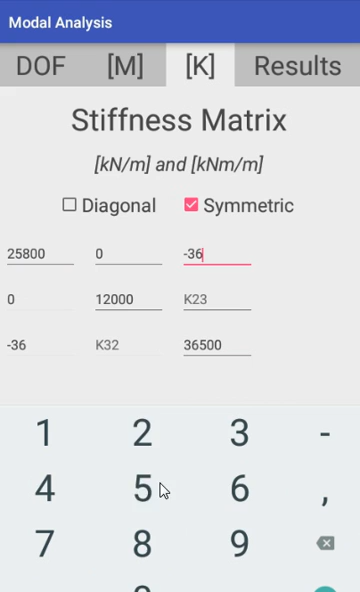 Modal Analysis
DOF [M] [K] Results
Stiffness Matrix
[kN/m] and [kNm/m]
Diagonal Symmetric
25800 0 -36
0 12000 K23
-36 K32 36500
1 2 3 -
4 5 6 ,
7 8 9